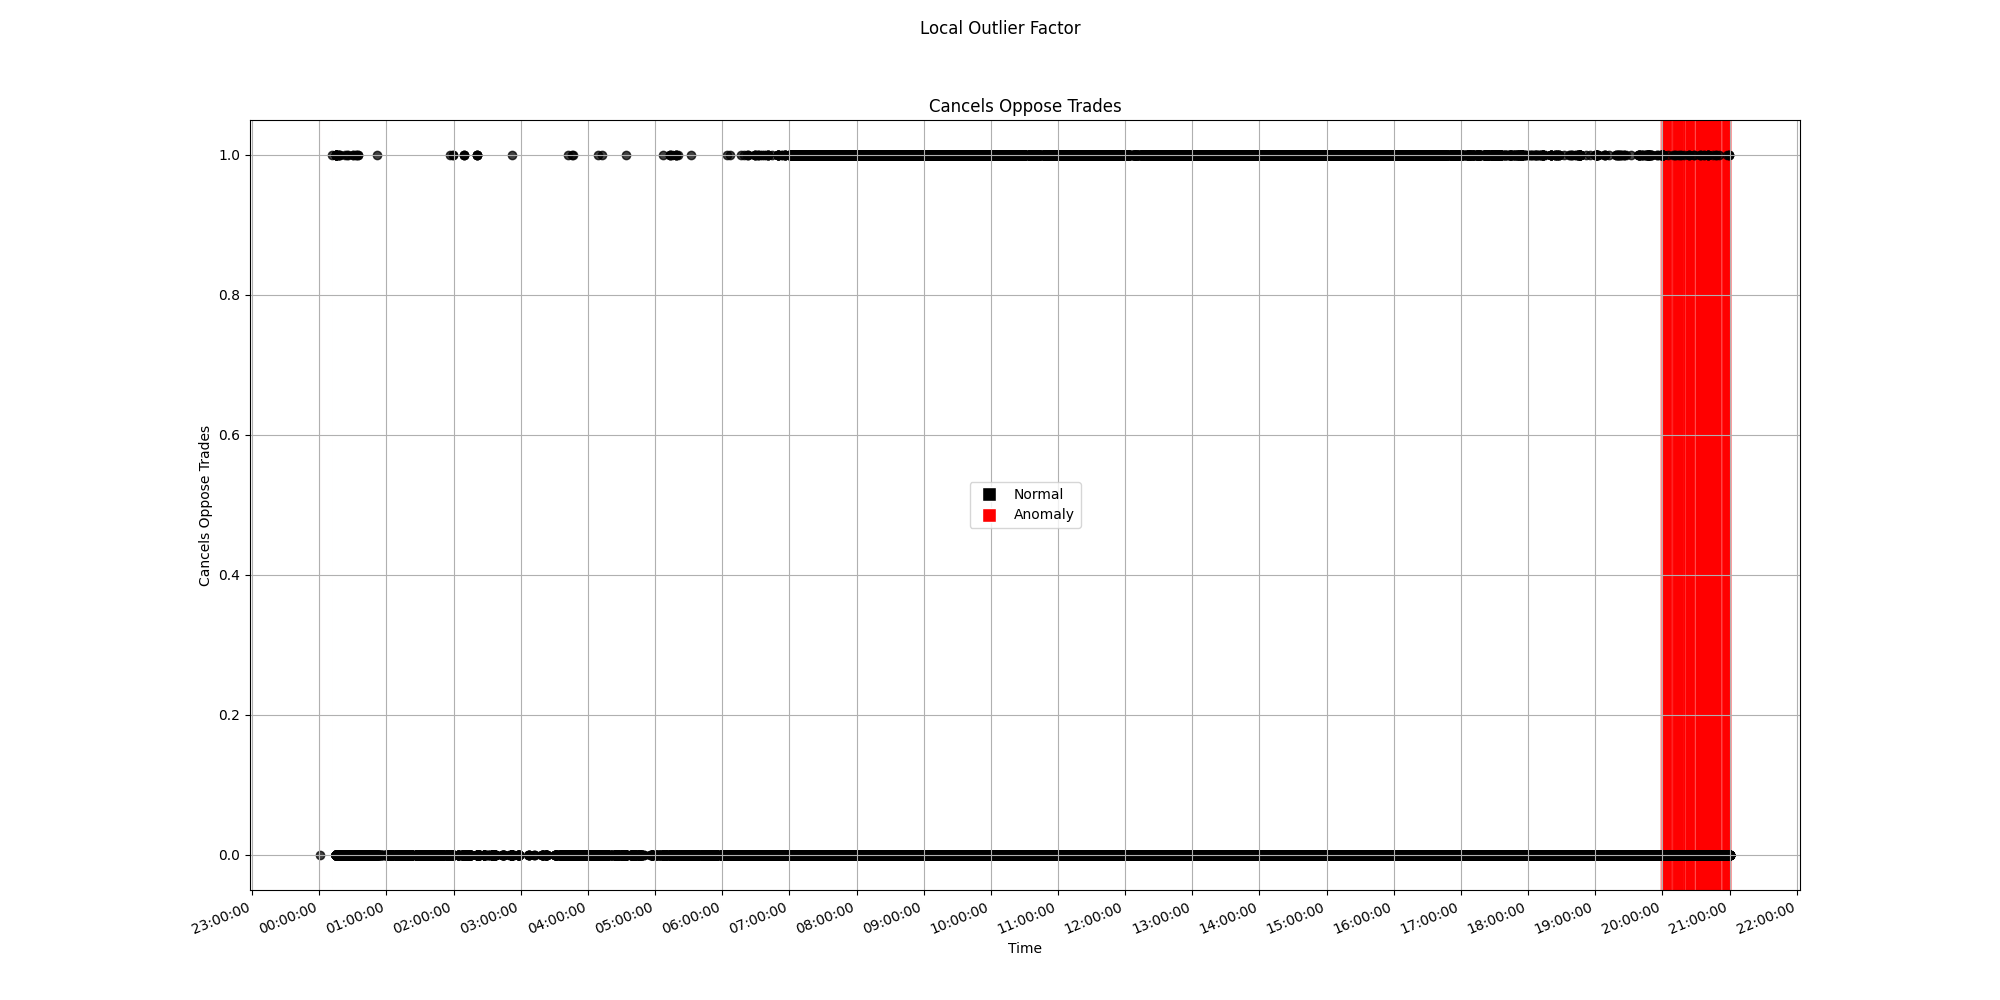 Local Outlier Factor
Cancels Oppose Trades
Cancels Oppose Trades
1.0
0.8
0.6
0.4
0.2
0.0
Normal
Anomaly
23:00:00 00:00:00 01:00:00 02:00:00 03:00:00 04:00:00 05:00:00 06:00:00 07:00:00 08:00:00 09:00:00 10:00:00 11:00:00 12:00:00 13:00:00 14:00:00 15:00:00 16:00:00 17:00:00 18:00:00 19:00:00 20:00:00 21:00:00 22:00:00
Time